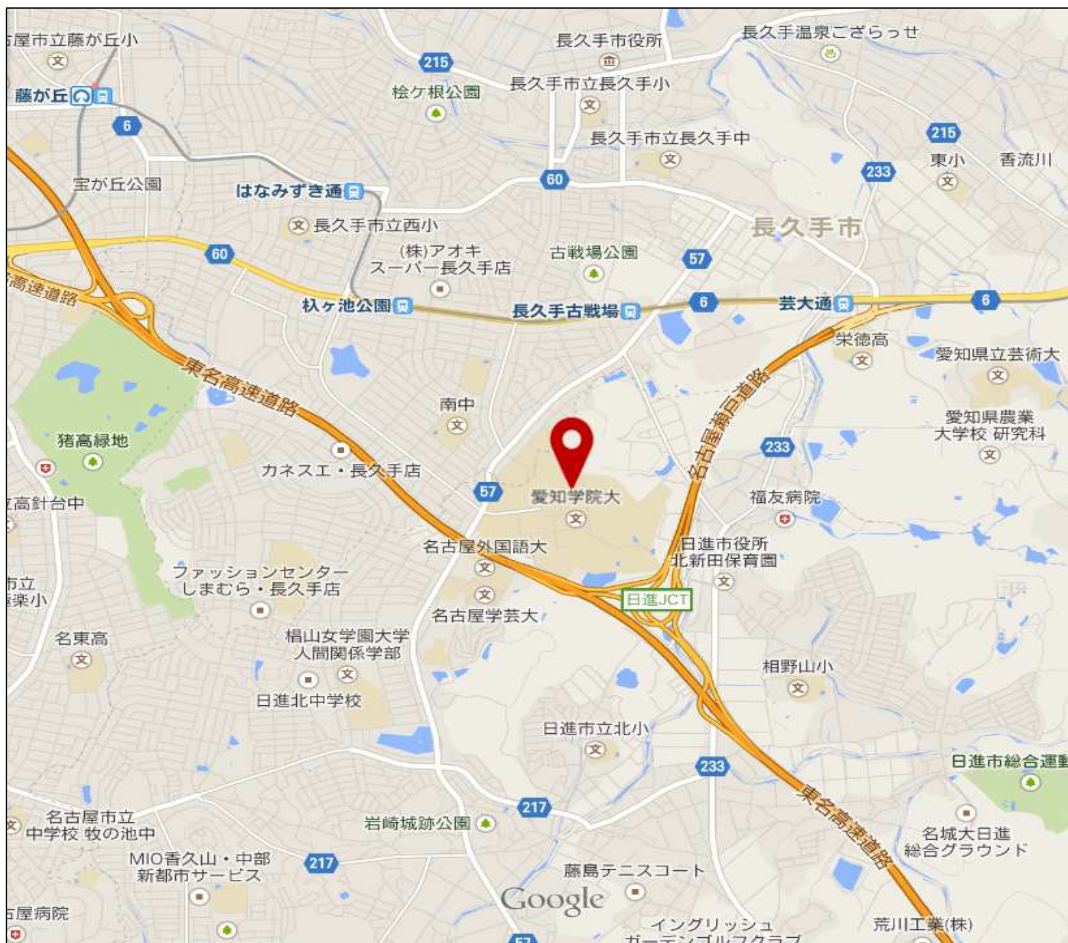 古屋市立藤が丘小
長久手市役所
長久手温泉ござらっせ
215
長久手市立長久手小
藤が丘
桧ケ根公園
6
長久手市立長久手中
215
東小
香流川
233
宝が丘公園
はなみずき通
60
長久手市立西小
長久手市
60
(株)アオキ
スーパー長久手店
古戦場公園
57
高速道路
杁ヶ池公園
長久手古戦場
6
芸大通
6
栄徳高
愛知県立芸術大
東名高速道路
名古屋瀬戸道路
南中
愛知県農業
大学校 研究科
猪高緑地
カネスエ・長久手店
233
57
愛知学院大
福友病院
立高針台中
名古屋外国語大
日進市役所
北新田保育園
ファッションセンター
しまむら・長久手店
日進JCT
市立
極楽小
名古屋学芸大
名東高
椙山女学園大学
人間関係学部
相野山小
日進北中学校
日進市立北小
233
日進市総合運動
217
東名高速道路
名古屋市立
中学校 牧の池中
岩崎城跡公園
名城大日進
総合グラウンド
217
MIO香久山・中部
新都市サービス
藤島テニスコート
Google
古屋病院
イングリッシュ
ガーデンゴルフクラブ
荒川工業(株)
57